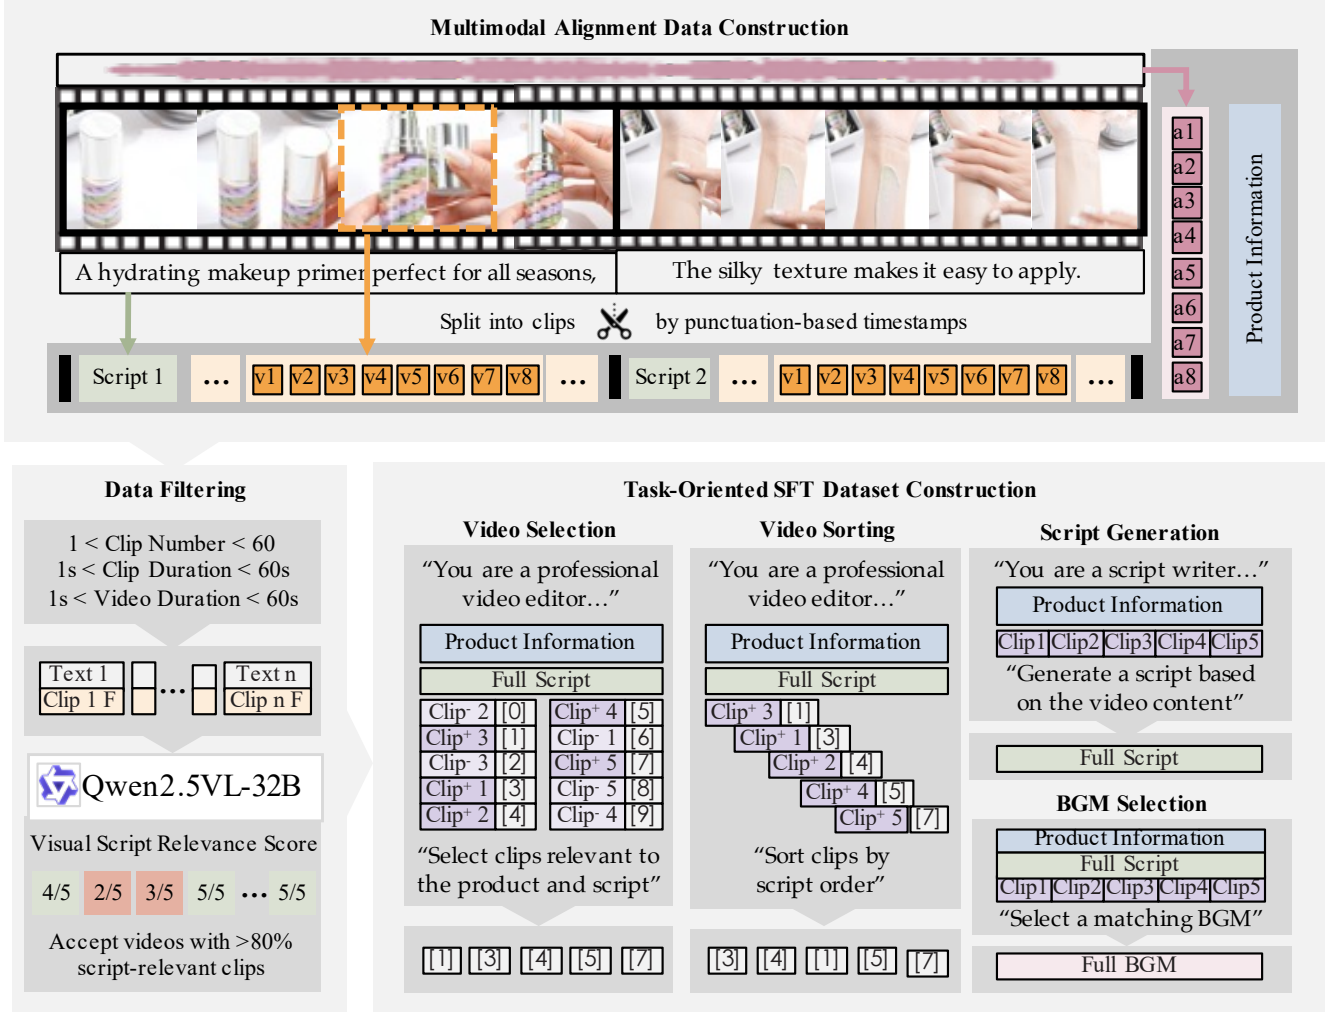 Multimodal Alignment Data Construction
a1
a2
a3
a4
a5
a6
a7
a8
Product Information
A hydrating makeup primer perfect for all seasons,
The silky texture makes it easy to apply.
Split into clips
by punctuation-based timestamps
Script 1
...
v1 v2 v3 v4 v5 v6 v7 v8
...
Script 2
...
v1 v2 v3 v4 v5 v6 v7 v8
...
Data Filtering
1 < Clip Number < 60
1s < Clip Duration < 60s
1s < Video Duration < 60s
Text 1 ... Text n
Clip 1 F Clip n F
Qwen2.5VL-32B
Visual Script Relevance Score
4/5 2/5 3/5 5/5 ... 5/5
Accept videos with >80%
script-relevant clips
Task-Oriented SFT Dataset Construction
Video Selection
“You are a professional
video editor…”
Product Information
Full Script
Clip⁻ 2 [0] Clip⁺ 4 [5]
Clip⁺ 3 [1] Clip⁻ 1 [6]
Clip⁻ 3 [2] Clip⁺ 5 [7]
Clip⁺ 1 [3] Clip⁻ 5 [8]
Clip⁺ 2 [4] Clip⁻ 4 [9]
“Select clips relevant to
the product and script”
[1] [3] [4] [5] [7]
Video Sorting
“You are a professional
video editor…”
Product Information
Full Script
Clip⁺ 3 [1]
Clip⁺ 1 [3]
Clip⁺ 2 [4]
Clip⁺ 4 [5]
Clip⁺ 5 [7]
“Sort clips by
script order”
[3] [4] [1] [5] [7]
Script Generation
“You are a script writer…”
Product Information
Clip1 Clip2 Clip3 Clip4 Clip5
“Generate a script based
on the video content”
Full Script
BGM Selection
Product Information
Full Script
Clip1 Clip2 Clip3 Clip4 Clip5
“Select a matching BGM”
Full BGM